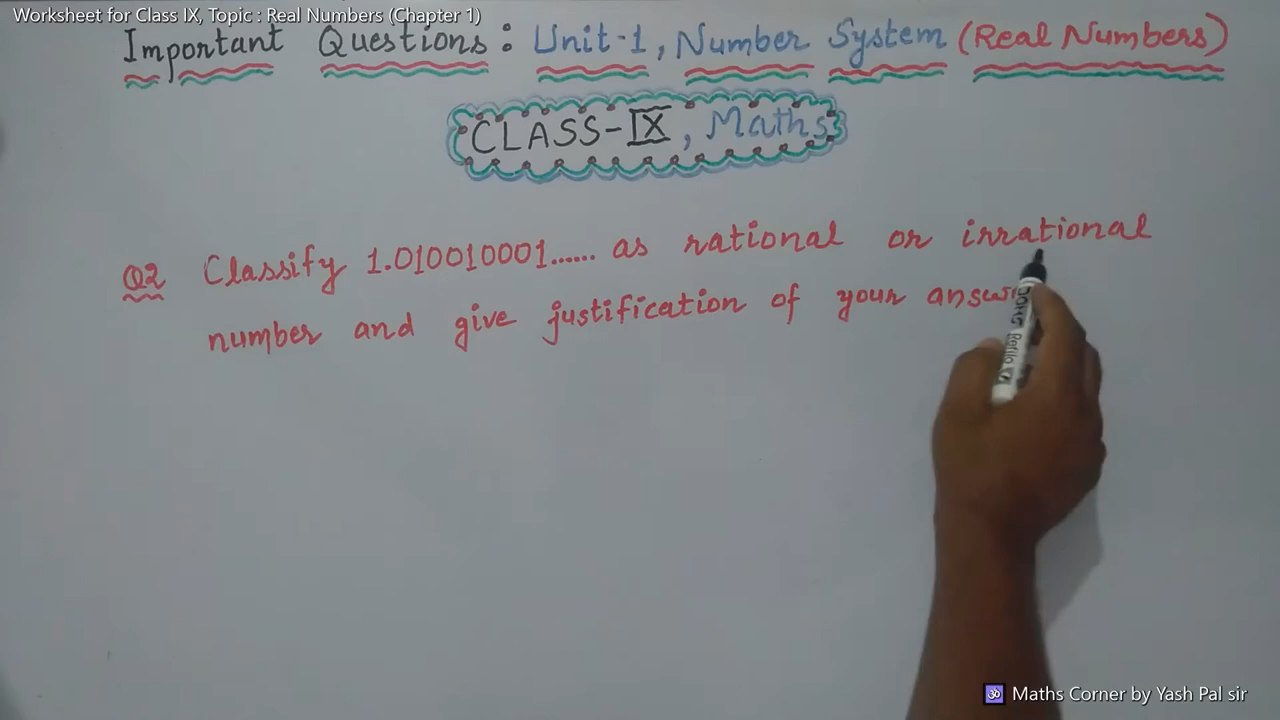 Worksheet for Class IX, Topic : Real Numbers (Chapter 1)
Important Questions : Unit-1, Number System (Real Numbers)
CLASS-IX, Maths
Q2 Classify 1.010010001...... as rational or irrational
number and give justification of your
ॐ Maths Corner by Yash Pal sir